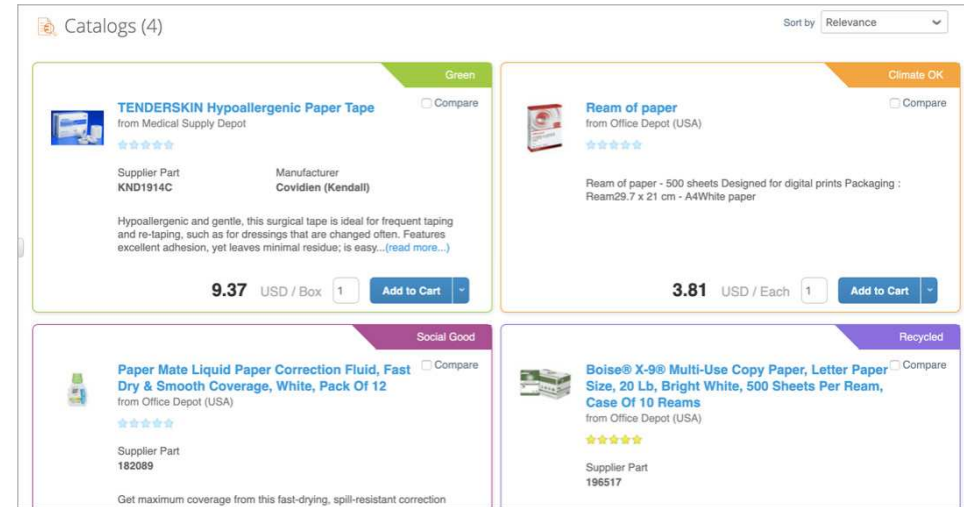 Catalogs (4)
Sort by Relevance
Green
Compare
TENDERSKIN Hypoallergenic Paper Tape
from Medical Supply Depot
Supplier Part
KND1914C
Manufacturer
Covidien (Kendall)
Hypoallergenic and gentle, this surgical tape is ideal for frequent taping
and re-taping, such as for dressings that are changed often. Features
excellent adhesion, yet leaves minimal residue; is easy...(read more...)
9.37 USD / Box 1 Add to Cart
Climate OK
Compare
Ream of paper
from Office Depot (USA)
Ream of paper - 500 sheets Designed for digital prints Packaging :
Ream29.7 x 21 cm - A4White paper
3.81 USD / Each 1 Add to Cart
Social Good
Compare
Paper Mate Liquid Paper Correction Fluid, Fast
Dry & Smooth Coverage, White, Pack Of 12
from Office Depot (USA)
Supplier Part
182089
Get maximum coverage from this fast-drying, spill-resistant correction
Recycled
Compare
Boise® X-9® Multi-Use Copy Paper, Letter Paper
Size, 20 Lb, Bright White, 500 Sheets Per Ream,
Case Of 10 Reams
from Office Depot (USA)
Supplier Part
196517